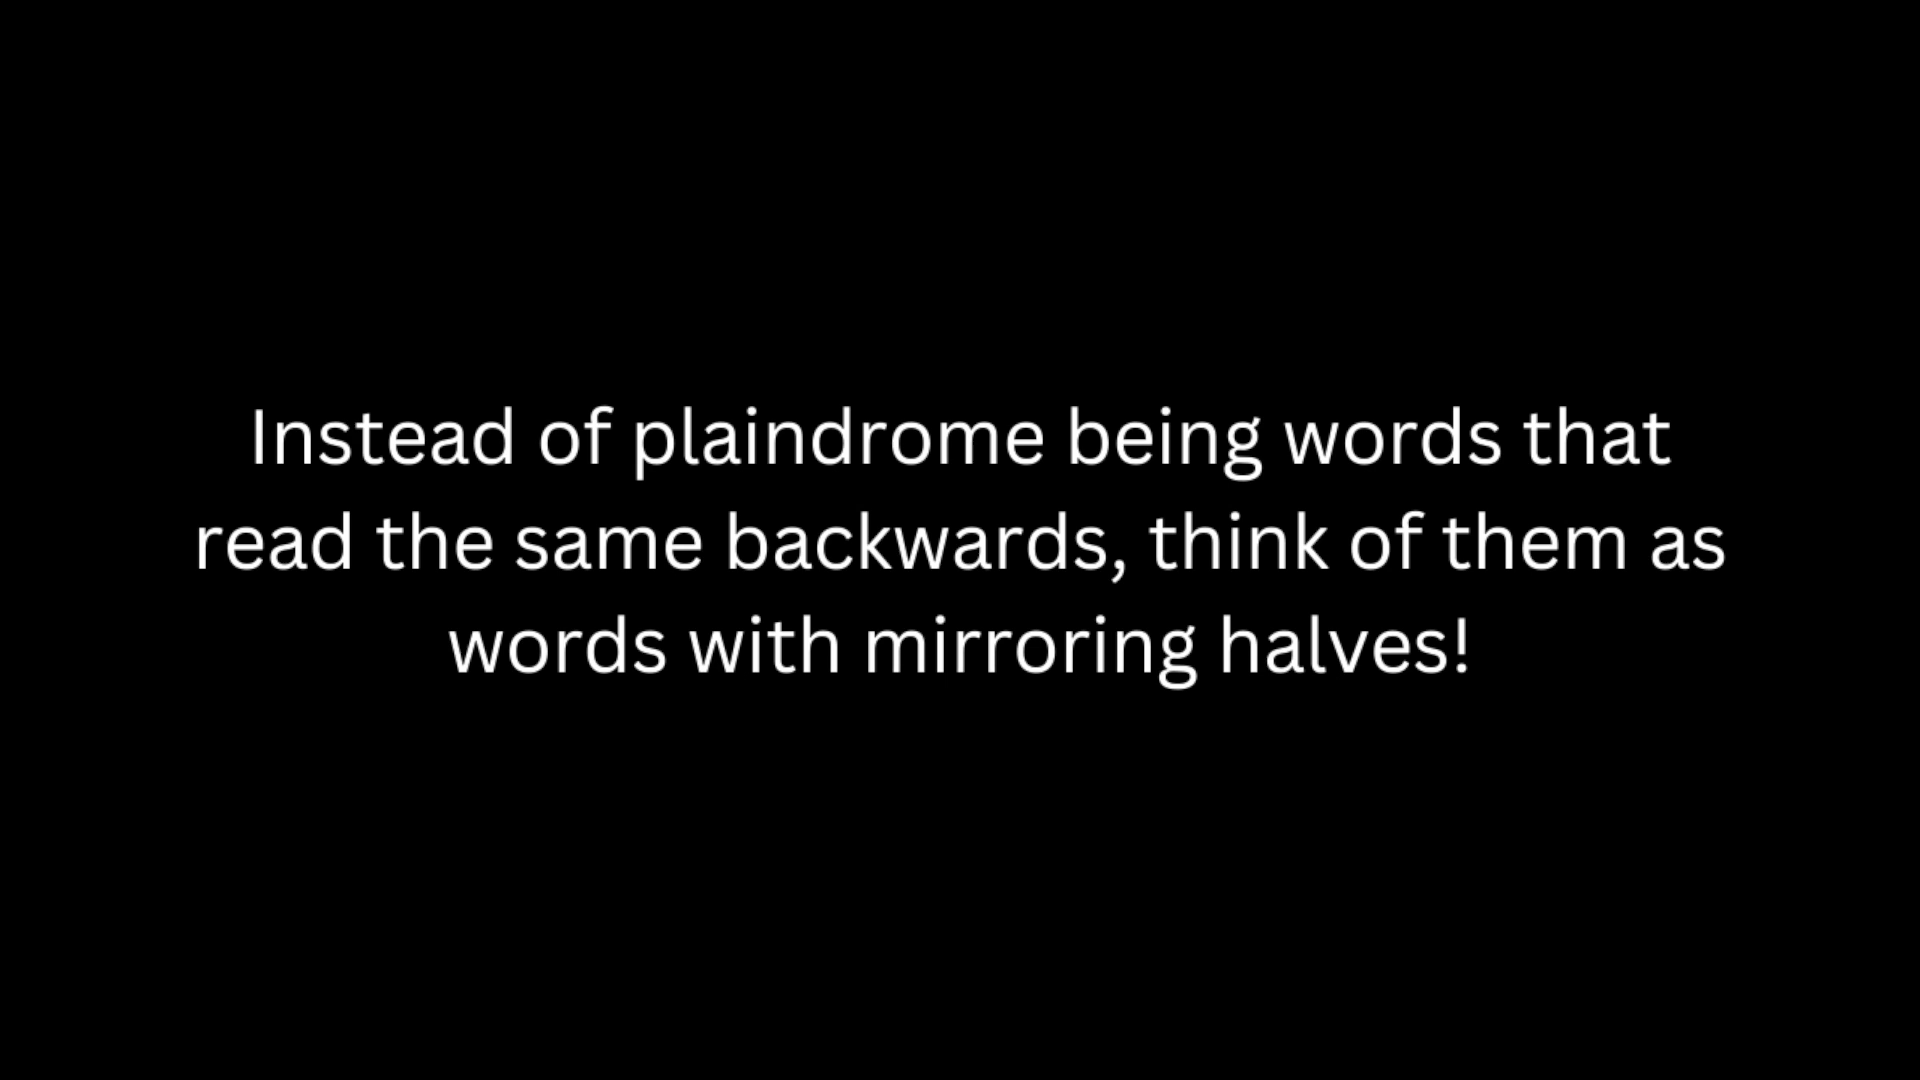 Instead of plaindrome being words that
read the same backwards, think of them as
words with mirroring halves!